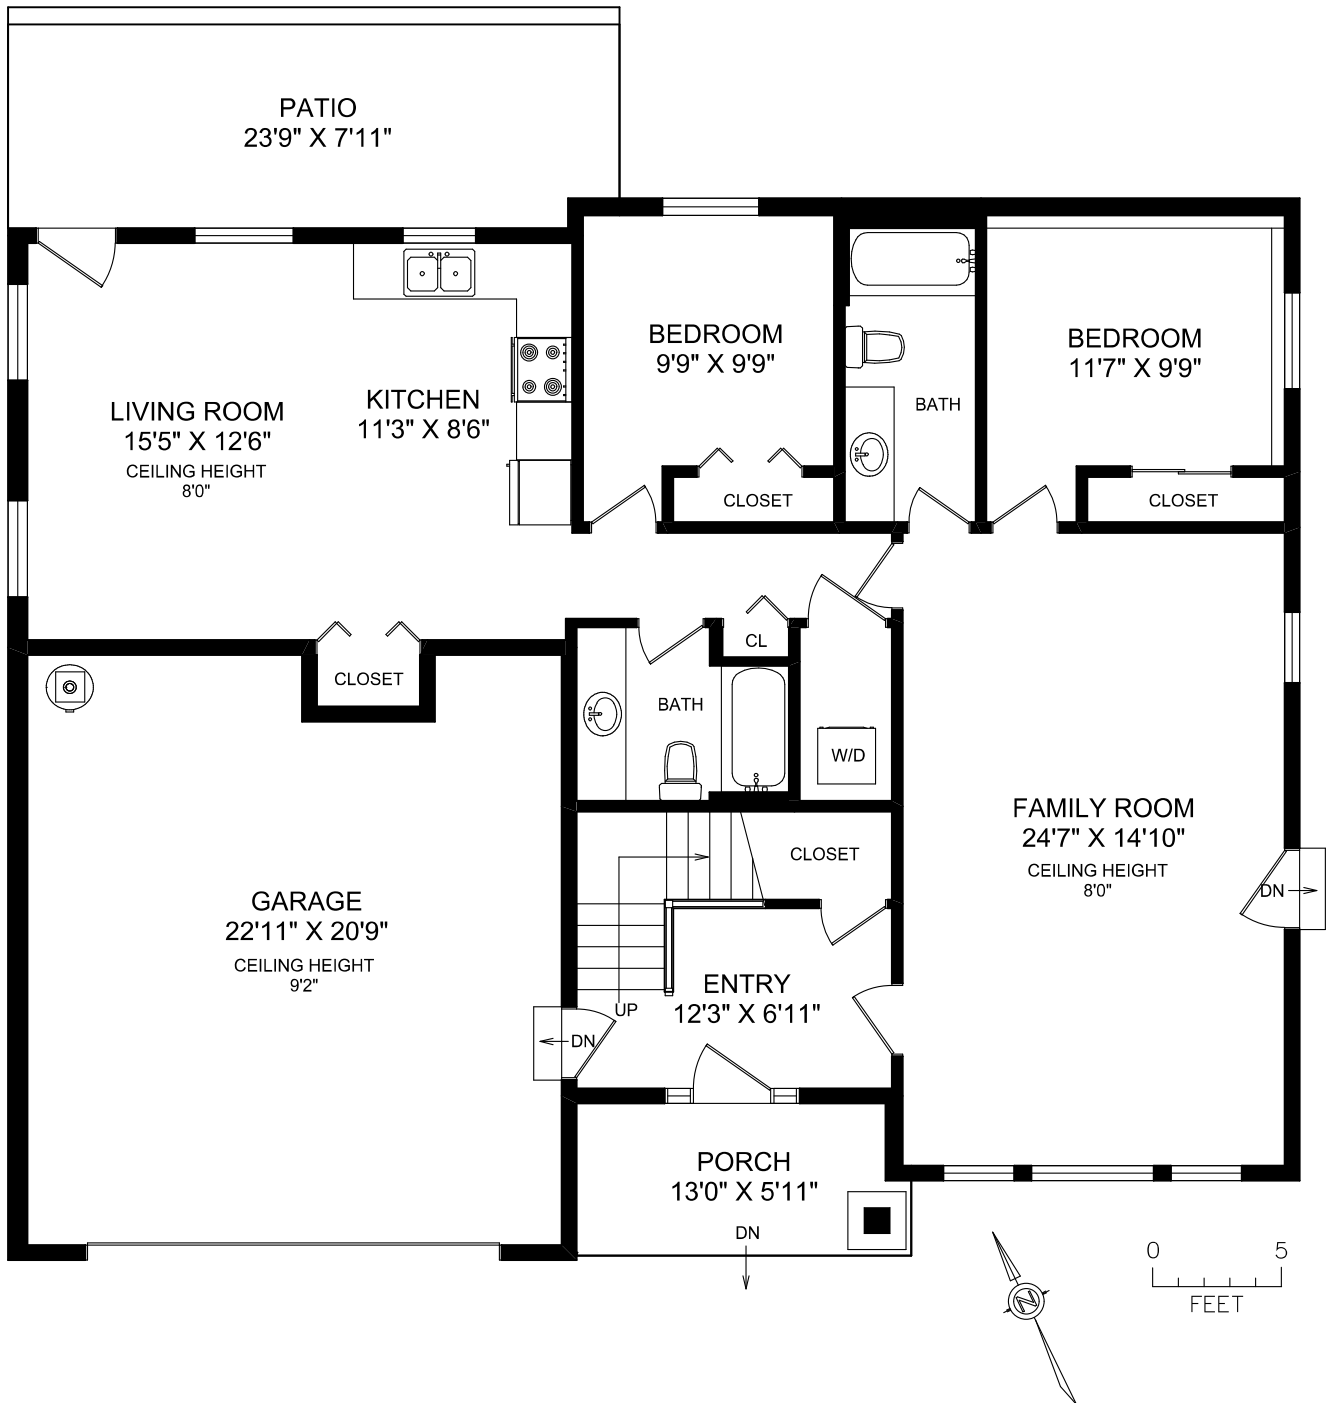 PATIO
23'9" X 7'11"
BEDROOM
9'9" X 9'9"
BEDROOM
11'7" X 9'9"
LIVING ROOM
15'5" X 12'6"
CEILING HEIGHT
8'0"
KITCHEN
11'3" X 8'6"
BATH
CLOSET
CLOSET
CL
CLOSET
BATH
W/D
FAMILY ROOM
24'7" X 14'10"
CEILING HEIGHT
8'0"
CLOSET
DN
GARAGE
22'11" X 20'9"
CEILING HEIGHT
9'2"
ENTRY
12'3" X 6'11"
UP
DN
PORCH
13'0" X 5'11"
DN
N
0 5
FEET